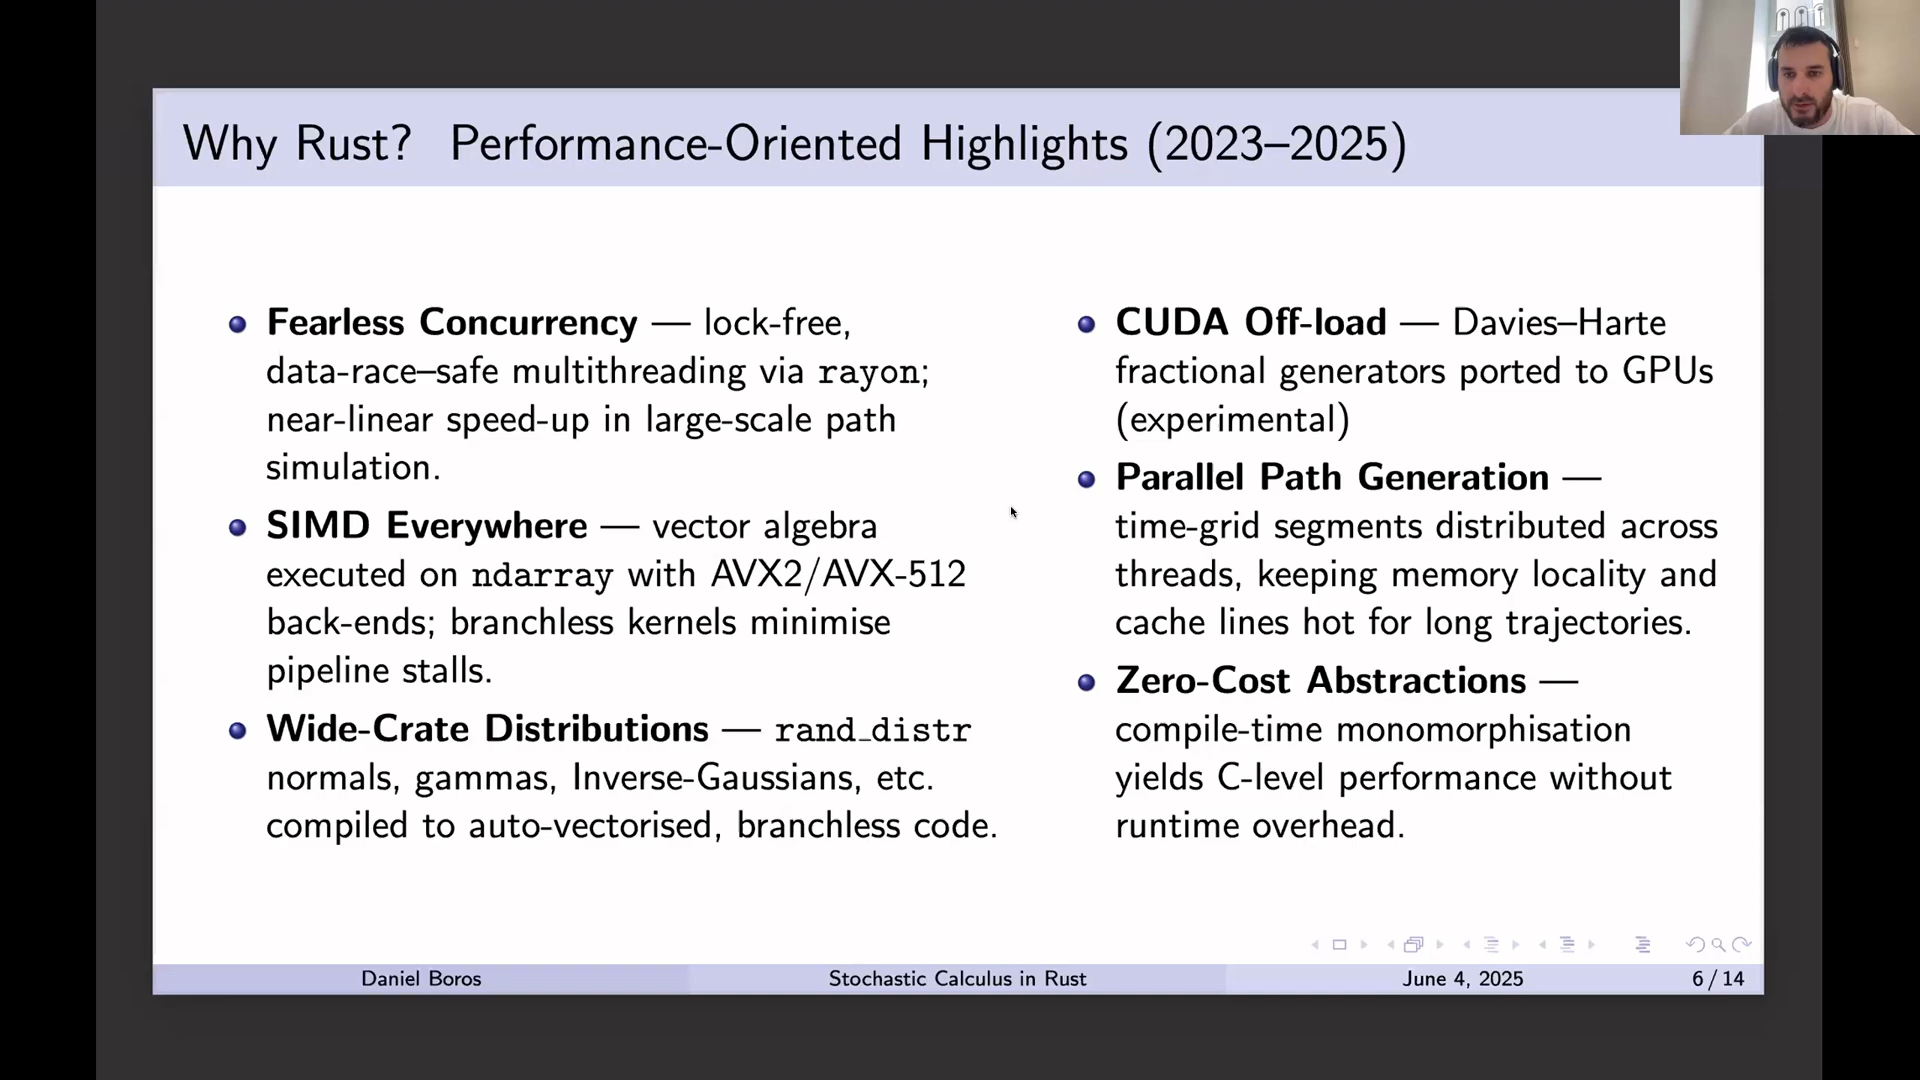 Why Rust? Performance-Oriented Highlights (2023–2025)
Fearless Concurrency — lock-free,
data-race–safe multithreading via rayon;
near-linear speed-up in large-scale path
simulation.
SIMD Everywhere — vector algebra
executed on ndarray with AVX2/AVX-512
back-ends; branchless kernels minimise
pipeline stalls.
Wide-Crate Distributions — rand_distr
normals, gammas, Inverse-Gaussians, etc.
compiled to auto-vectorised, branchless code.
CUDA Off-load — Davies–Harte
fractional generators ported to GPUs
(experimental)
Parallel Path Generation —
time-grid segments distributed across
threads, keeping memory locality and
cache lines hot for long trajectories.
Zero-Cost Abstractions —
compile-time monomorphisation
yields C-level performance without
runtime overhead.
Daniel Boros
Stochastic Calculus in Rust
June 4, 2025
6 / 14